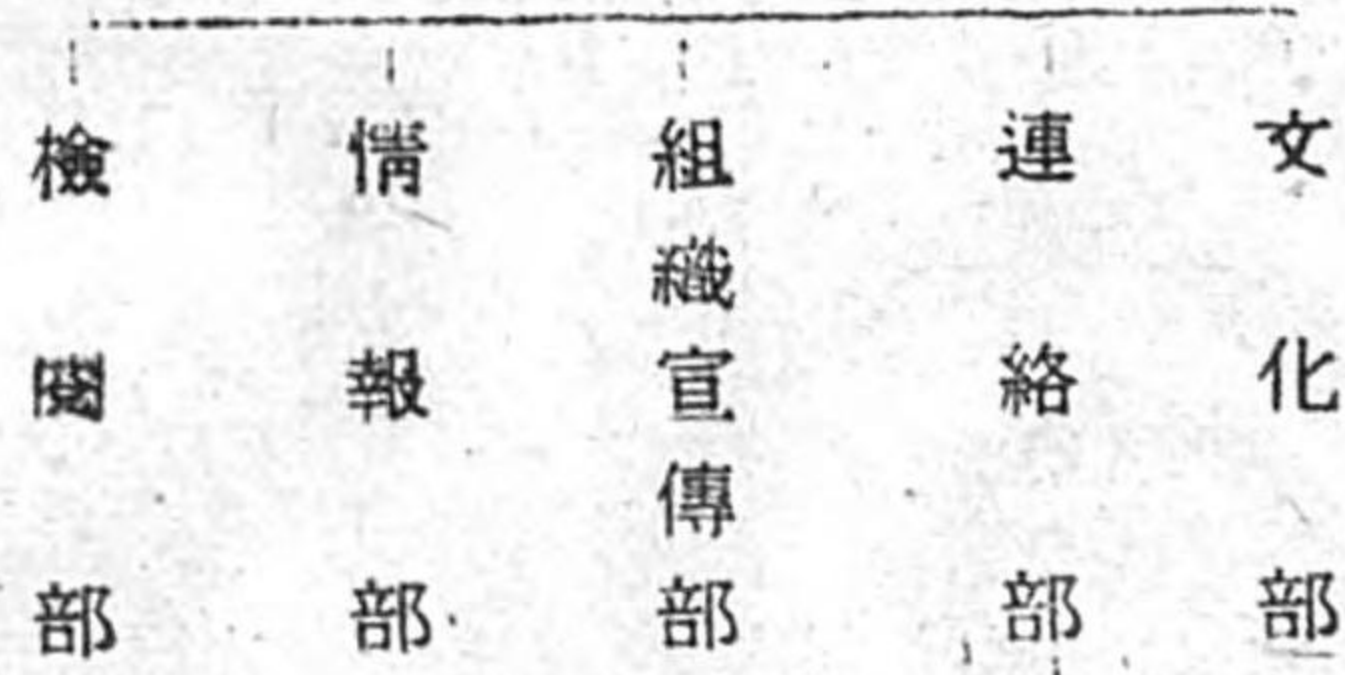 文化部
連絡部
組織宣傳部
情報部
檢閱部